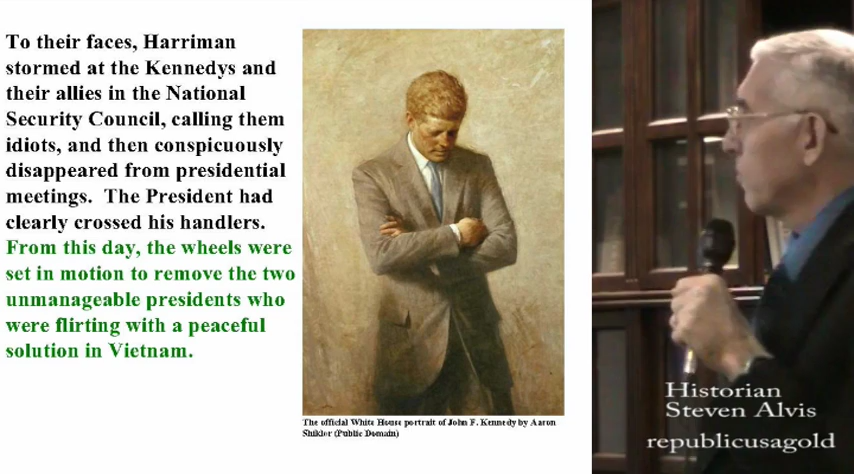 To their faces, Harriman
stormed at the Kennedys and
their allies in the National
Security Council, calling them
idiots, and then conspicuously
disappeared from presidential
meetings. The President had
clearly crossed his handlers.
From this day, the wheels were
set in motion to remove the two
unmanageable presidents who
were flirting with a peaceful
solution in Vietnam.
The official White House portrait of John F. Kennedy by Aaron
Shikler (Public Domain)
Historian
Steven Alvis
republicusagold